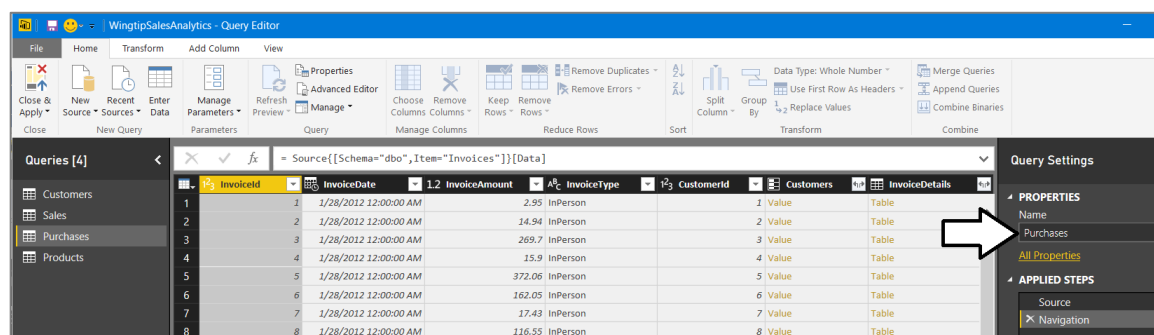 WingtipSalesAnalytics - Query Editor
File Home Transform Add Column View
Close & Apply New Source Recent Sources Enter Data Manage Parameters Refresh Preview Properties Advanced Editor Manage Choose Columns Remove Columns Keep Rows Remove Rows Remove Duplicates Remove Errors Split Column Group By Data Type: Whole Number Use First Row As Headers Replace Values Merge Queries Append Queries Combine Binaries
Close New Query Parameters Query Manage Columns Reduce Rows Sort Transform Combine
Queries [4]
Customers
Sales
Purchases
Products
fx = Source{[Schema="dbo",Item="Invoices"]}[Data]
1²3 InvoiceId InvoiceDate 1.2 InvoiceAmount ABC InvoiceType 1²3 CustomerId Customers InvoiceDetails
1 1 1/28/2012 12:00:00 AM 2.95 InPerson 1 Value Table
2 2 1/28/2012 12:00:00 AM 14.94 InPerson 2 Value Table
3 3 1/28/2012 12:00:00 AM 269.7 InPerson 3 Value Table
4 4 1/28/2012 12:00:00 AM 15.9 InPerson 4 Value Table
5 5 1/28/2012 12:00:00 AM 372.06 InPerson 5 Value Table
6 6 1/28/2012 12:00:00 AM 162.05 InPerson 6 Value Table
7 7 1/28/2012 12:00:00 AM 17.43 InPerson 7 Value Table
8 8 1/28/2012 12:00:00 AM 116.55 InPerson 8 Value Table
Query Settings
PROPERTIES
Name
Purchases
All Properties
APPLIED STEPS
Source
Navigation